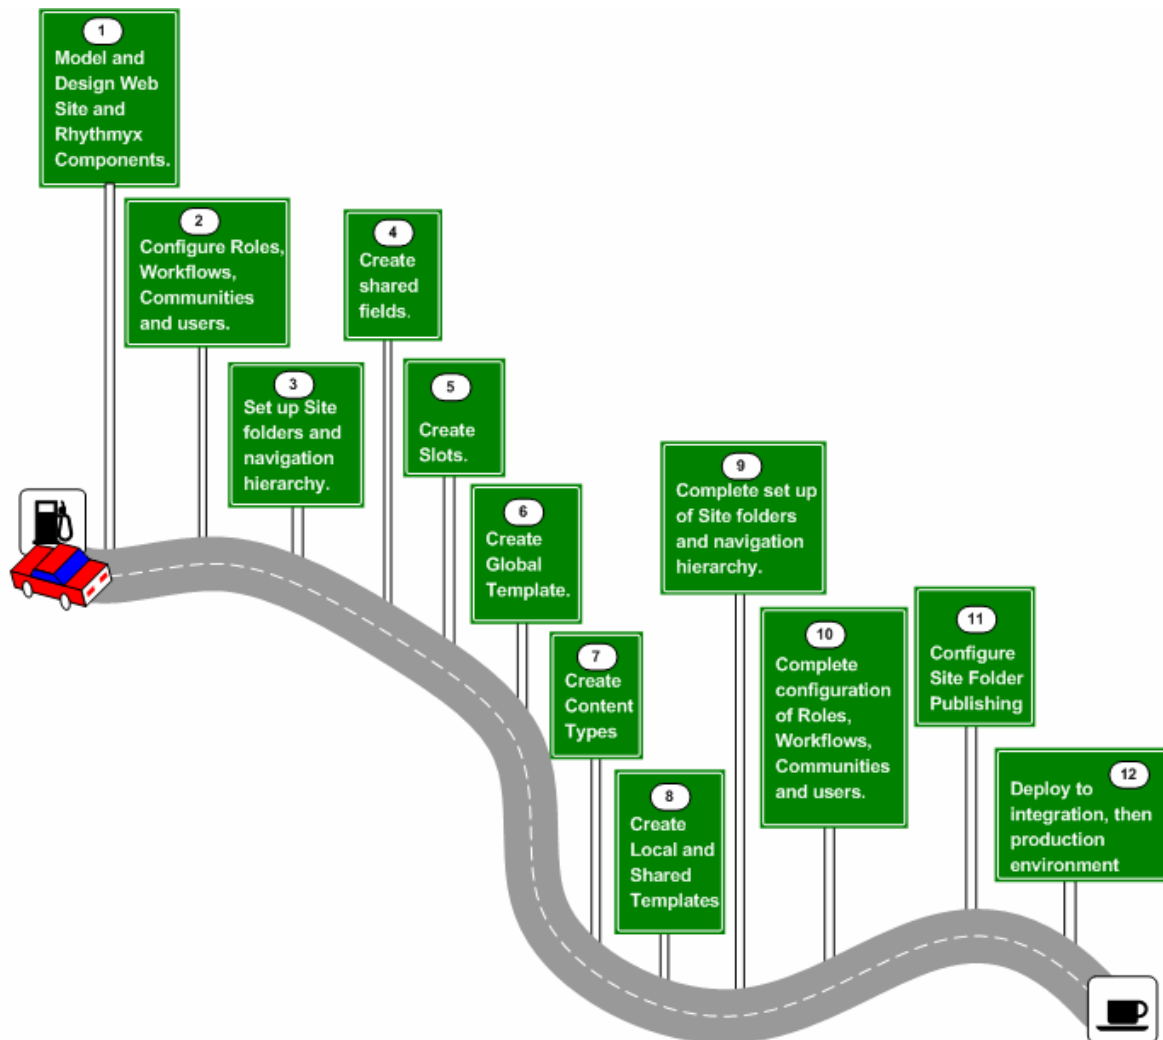 1
Model and
Design Web
Site and
Rhythmyx
Components.
2
Configure Roles,
Workflows,
Communities
and users.
3
Set up Site
folders and
navigation
hierarchy.
4
Create
shared
fields.
5
Create
Slots.
6
Create
Global
Template.
7
Create
Content
Types
8
Create
Local and
Shared
Templates
9
Complete set up
of Site folders
and navigation
hierarchy.
10
Complete
configuration
of Roles,
Workflows,
Communities
and users.
11
Configure
Site Folder
Publishing
12
Deploy to
integration, then
production
environment